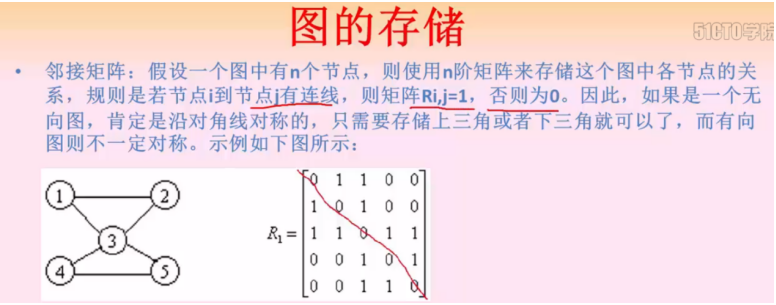 图的存储
51CTO学院
• 邻接矩阵：假设一个图中有n个节点，则使用n阶矩阵来存储这个图中各节点的关
系，规则是若节点i到节点j有连线，则矩阵Ri,j=1，否则为0。因此，如果是一个无
向图，肯定是沿对角线对称的，只需要存储上三角或者下三角就可以了，而有向
图则不一定对称。示例如下图所示：
1 2
3
4 5
R₁ =
0 1 1 0 0
1 0 1 0 0
1 1 0 1 1
0 0 1 0 1
0 0 1 1 0